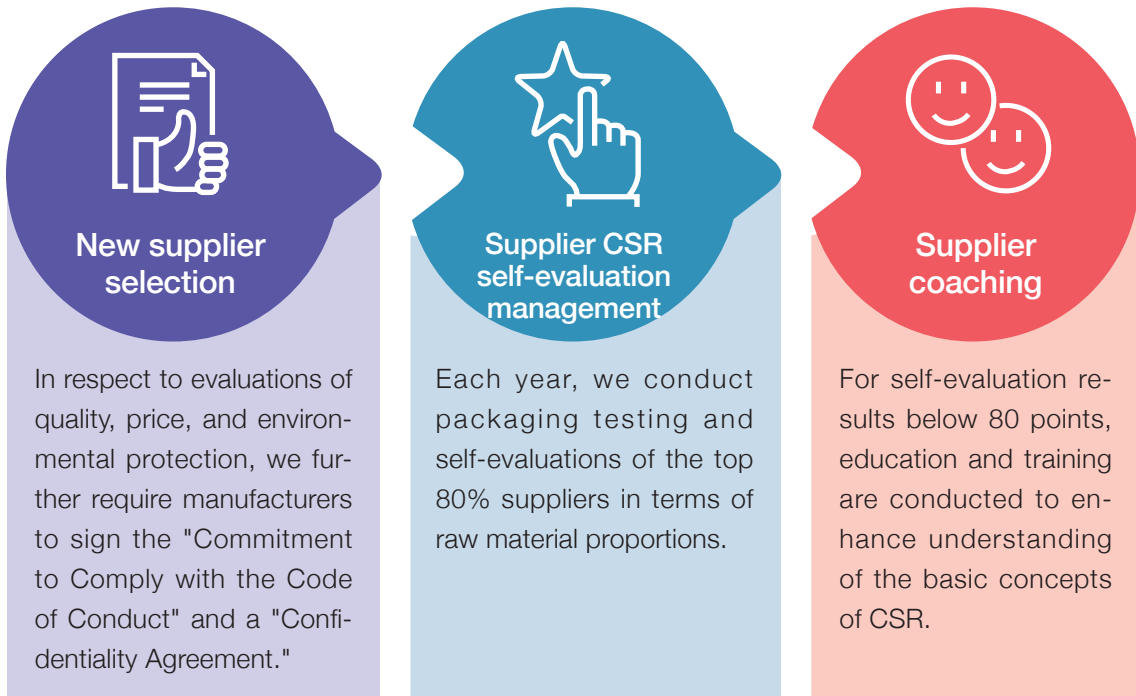 New supplier
selection
In respect to evaluations of
quality, price, and environ-
mental protection, we fur-
ther require manufacturers
to sign the "Commitment
to Comply with the Code
of Conduct" and a "Confi-
dentiality Agreement."
Supplier CSR
self-evaluation
management
Each year, we conduct
packaging testing and
self-evaluations of the top
80% suppliers in terms of
raw material proportions.
Supplier
coaching
For self-evaluation re-
sults below 80 points,
education and training
are conducted to en-
hance understanding
of the basic concepts
of CSR.